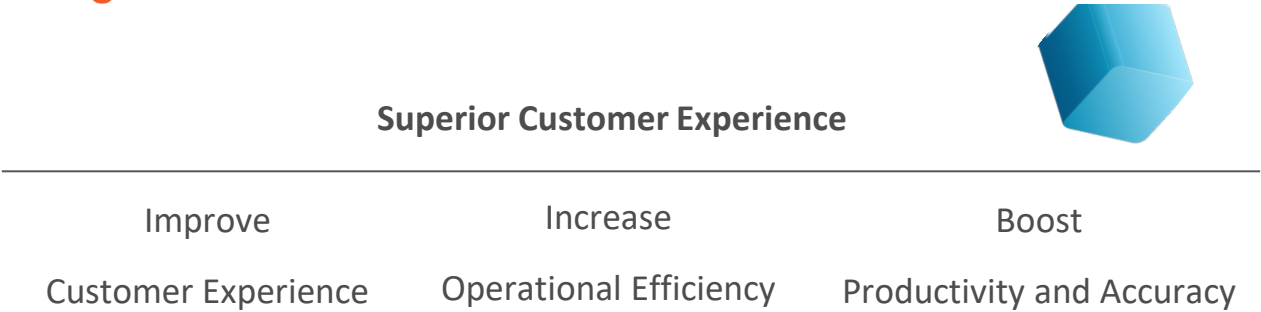 Superior Customer Experience
Improve
Customer Experience
Increase
Operational Efficiency
Boost
Productivity and Accuracy